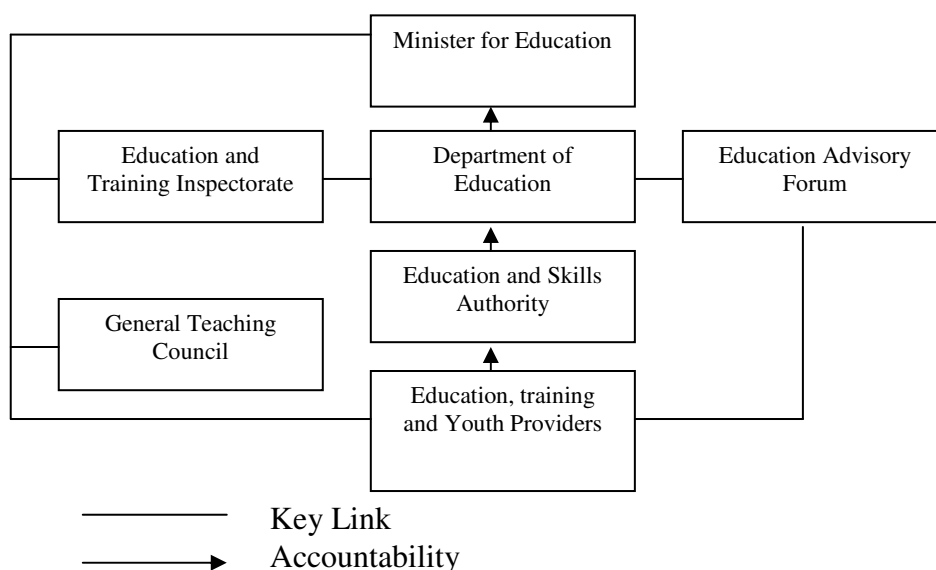 Minister for Education
Education and
Training Inspectorate
Department of
Education
Education Advisory
Forum
Education and Skills
Authority
General Teaching
Council
Education, training
and Youth Providers
Key Link
Accountability